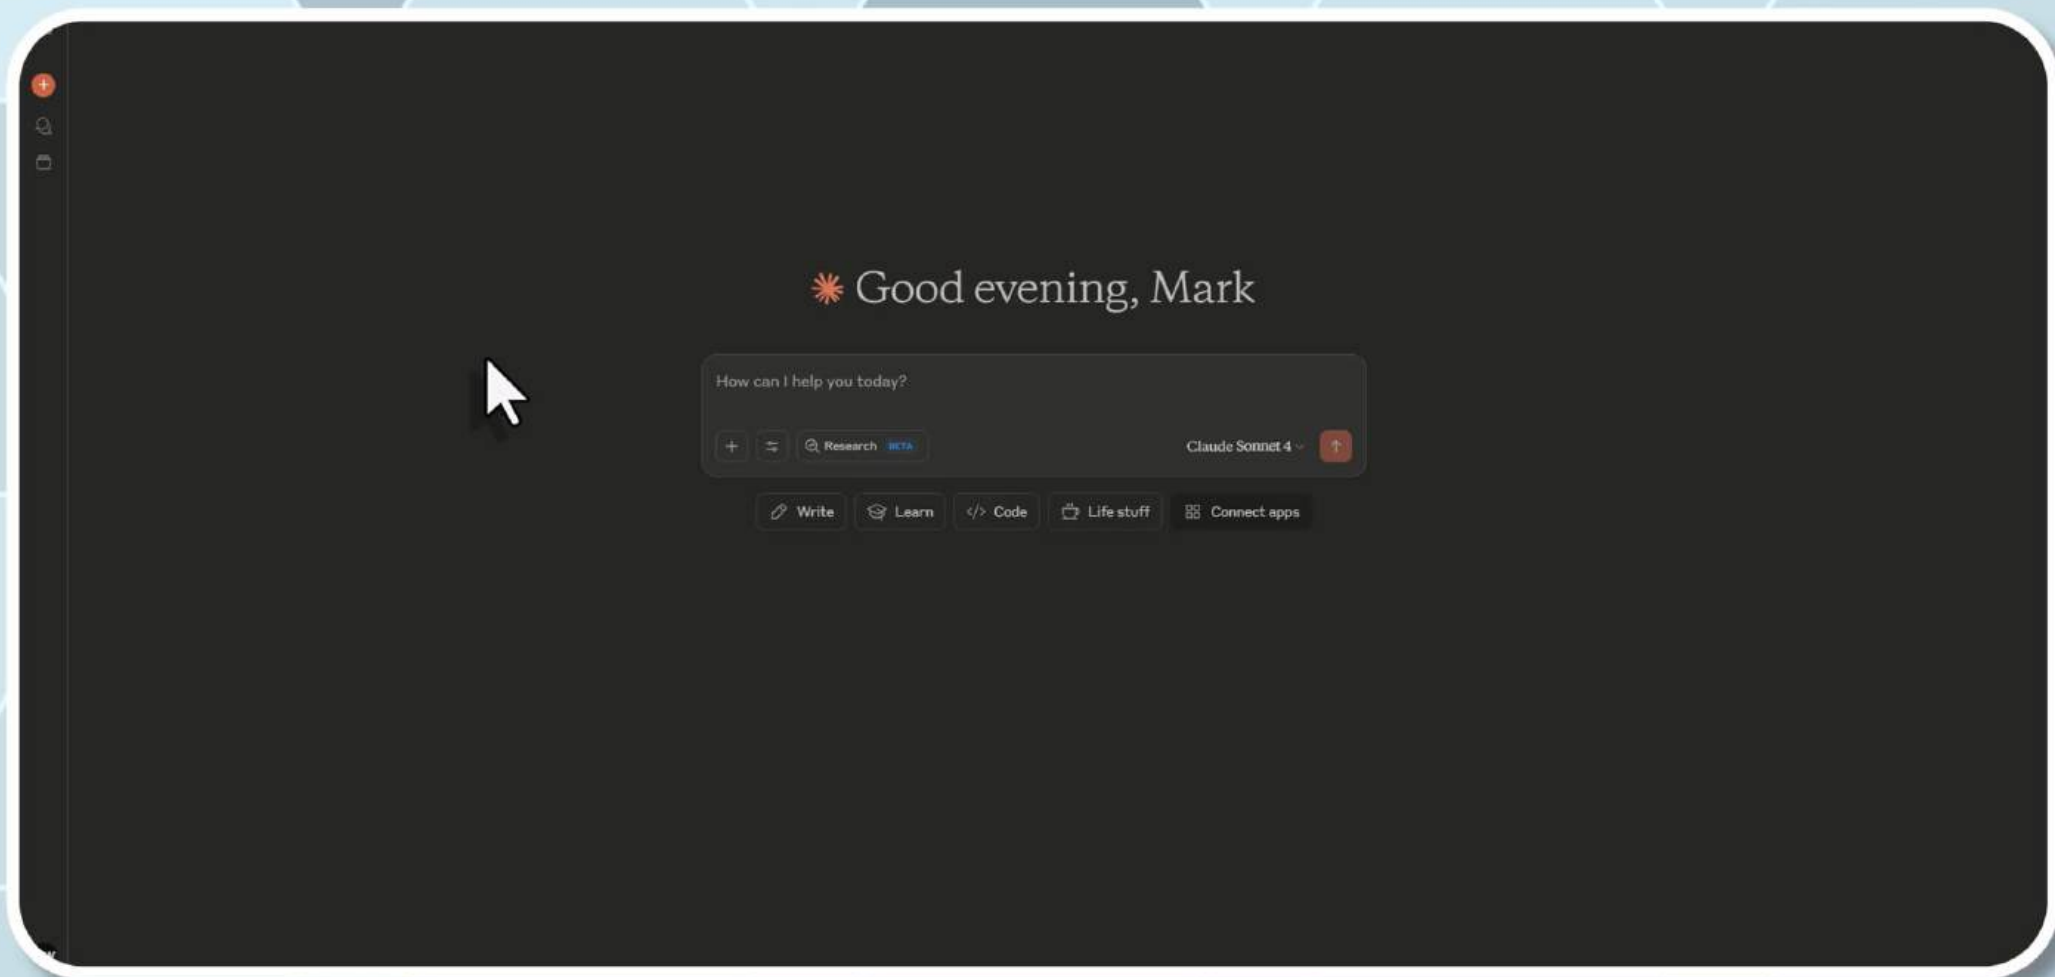 Good evening, Mark
How can I help you today?
Research BETA
Claude Sonnet 4
Write
Learn
Code
Life stuff
Connect apps